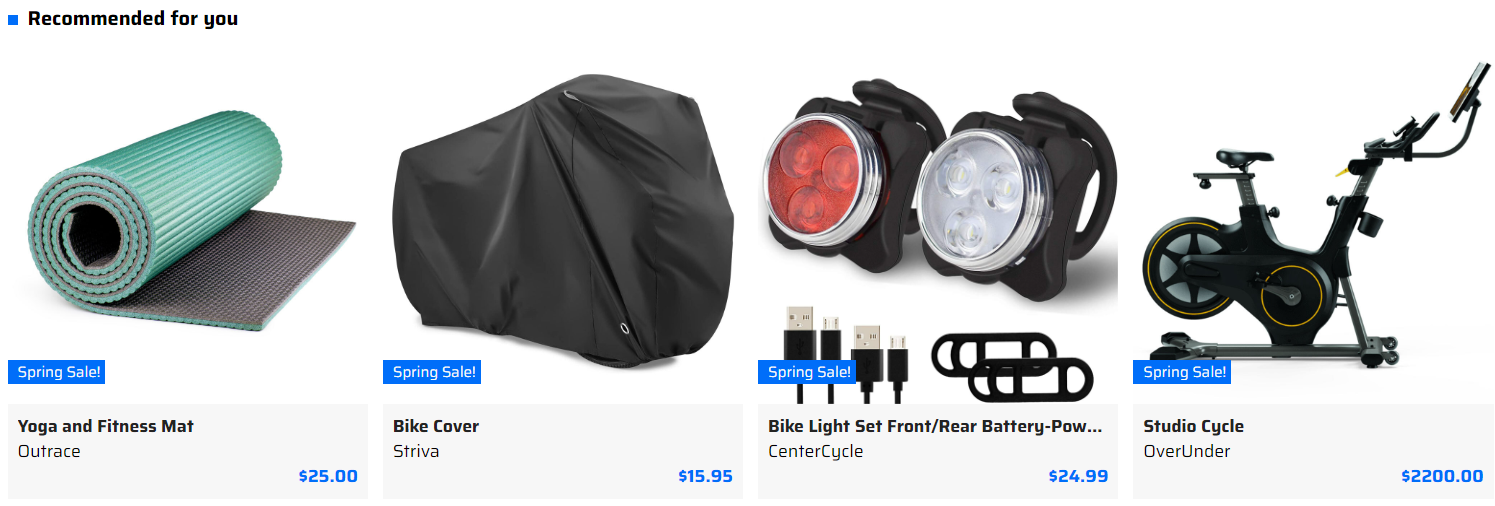 Recommended for you
Spring Sale!
Yoga and Fitness Mat
Outrace
$25.00
Spring Sale!
Bike Cover
Striva
$15.95
Spring Sale!
Bike Light Set Front/Rear Battery-Pow...
CenterCycle
$24.99
Spring Sale!
Studio Cycle
OverUnder
$2200.00